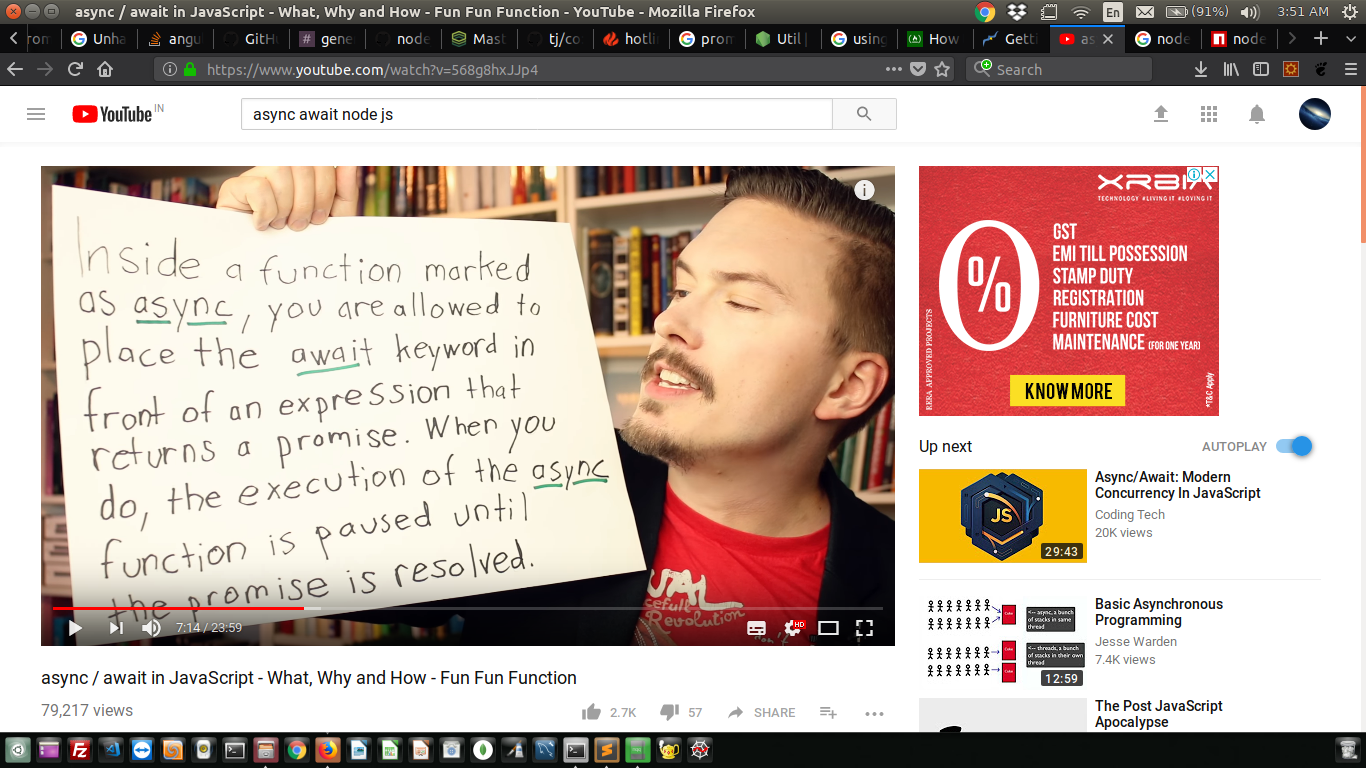 async / await in JavaScript - What, Why and How - Fun Fun Function - YouTube - Mozilla Firefox
En (91%) 3:51 AM
Unha angu GitH gene node Mast tj/co hotli prom Util using How Getti as node node
https://www.youtube.com/watch?v=568g8hxJJp4
Search
YouTube IN
async await node js
Inside a function marked
as async, you are allowed to
place the await keyword in
front of an expression that
returns a promise. When you
do, the execution of the async
function is paused until
the promise is resolved.
UAL
cefull
Revolution
7:14 / 23:59
HD
async / await in JavaScript - What, Why and How - Fun Fun Function
79,217 views
2.7K 57 SHARE
XRBIA
TECHNOLOGY #LIVING IT #LOVING IT
0%
GST
EMI TILL POSSESSION
STAMP DUTY
REGISTRATION
FURNITURE COST
MAINTENANCE (FOR ONE YEAR)
KNOW MORE
RERA APPROVED PROJECTS
*T&C Apply
Up next
AUTOPLAY
JS
29:43
Async/Await: Modern
Concurrency In JavaScript
Coding Tech
20K views
<-- async, a bunch
of stacks in same
thread
<-- threads, a bunch
of stacks in their own
thread
12:59
Basic Asynchronous
Programming
Jesse Warden
7.4K views
The Post JavaScript
Apocalypse